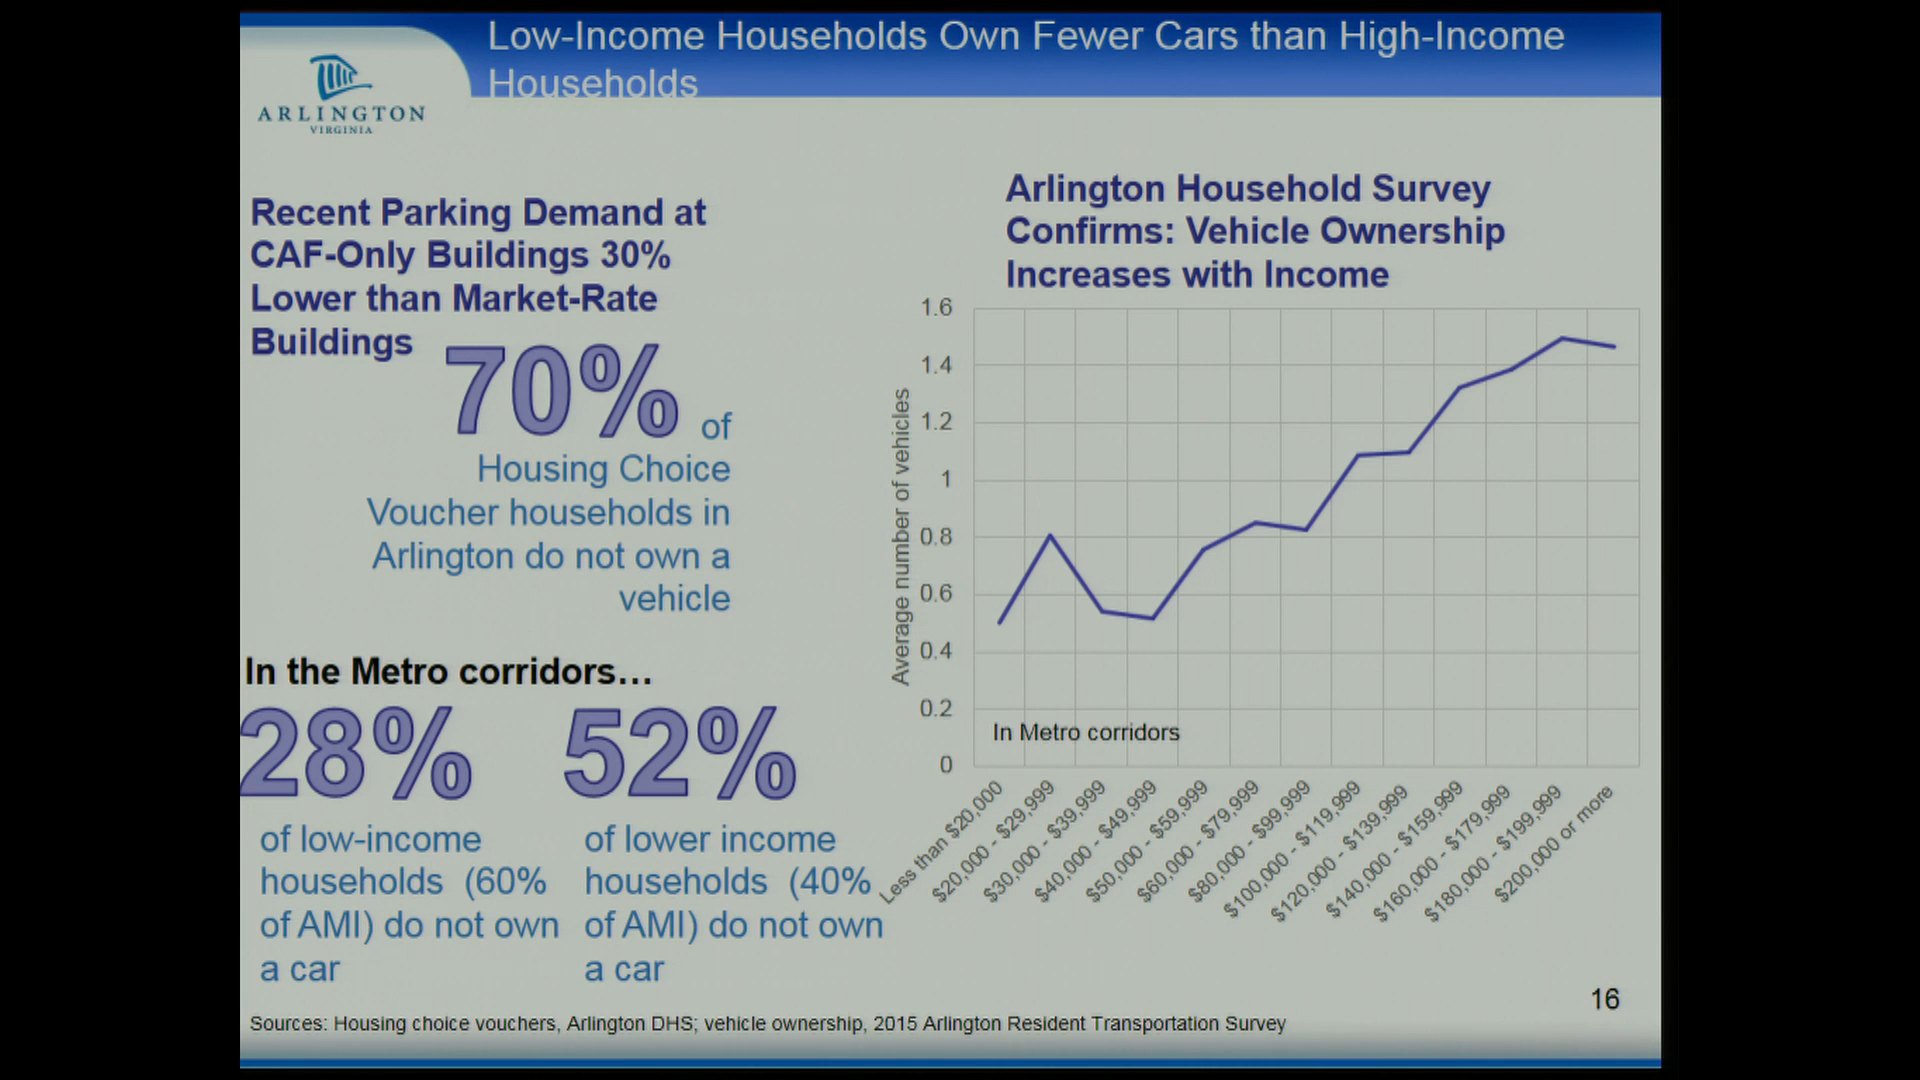 Low-Income Households Own Fewer Cars than High-Income
Households
ARLINGTON
VIRGINIA
Recent Parking Demand at
CAF-Only Buildings 30%
Lower than Market-Rate
Buildings
70% of
Housing Choice
Voucher households in
Arlington do not own a
vehicle
In the Metro corridors…
28%
of low-income
households (60%
of AMI) do not own
a car
52%
of lower income
households (40%
of AMI) do not own
a car
Arlington Household Survey
Confirms: Vehicle Ownership
Increases with Income
Average number of vehicles
1.6
1.4
1.2
1
0.8
0.6
0.4
0.2
0
In Metro corridors
Less than $20,000
$20,000 - $29,999
$30,000 - $39,999
$40,000 - $49,999
$50,000 - $59,999
$60,000 - $79,999
$80,000 - $99,999
$100,000 - $119,999
$120,000 - $139,999
$140,000 - $159,999
$160,000 - $179,999
$180,000 - $199,999
$200,000 or more
16
Sources: Housing choice vouchers, Arlington DHS; vehicle ownership, 2015 Arlington Resident Transportation Survey